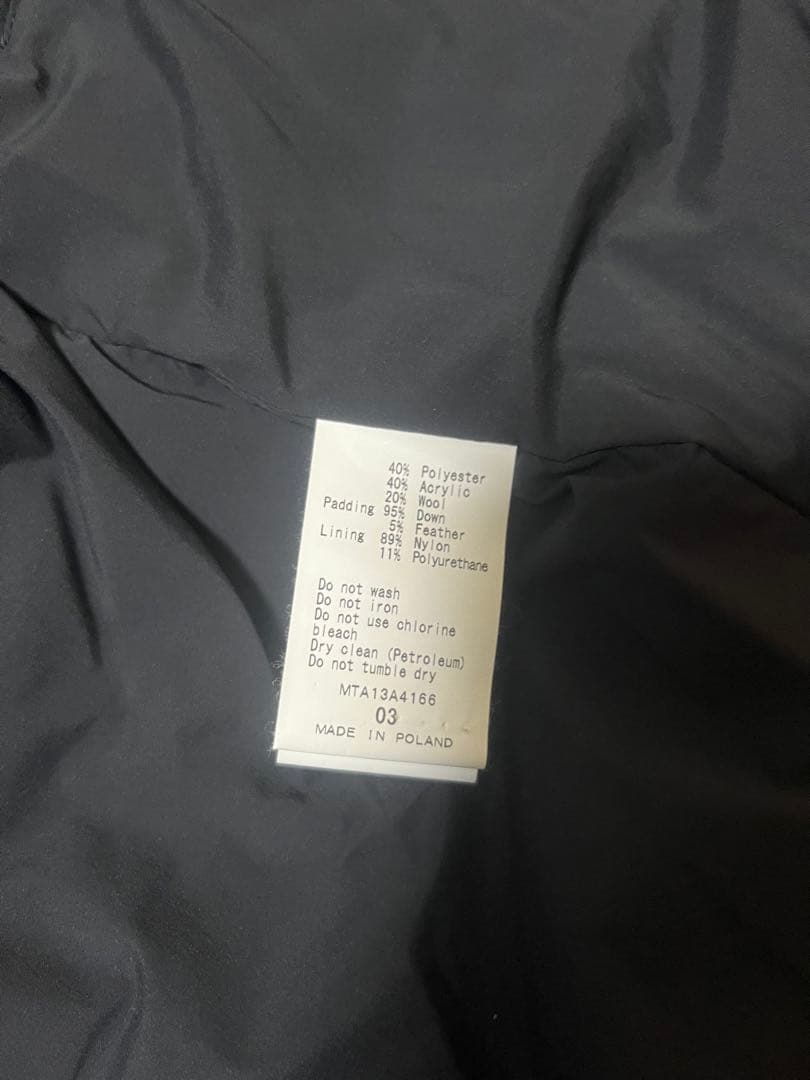 40% Polyester
40% Acrylic
20% Wool
Padding 95% Down
5% Feather
Lining 89% Nylon
11% Polyurethane
Do not wash
Do not iron
Do not use chlorine
bleach
Dry clean (Petroleum)
Do not tumble dry
MTA13A4166
03
MADE IN POLAND